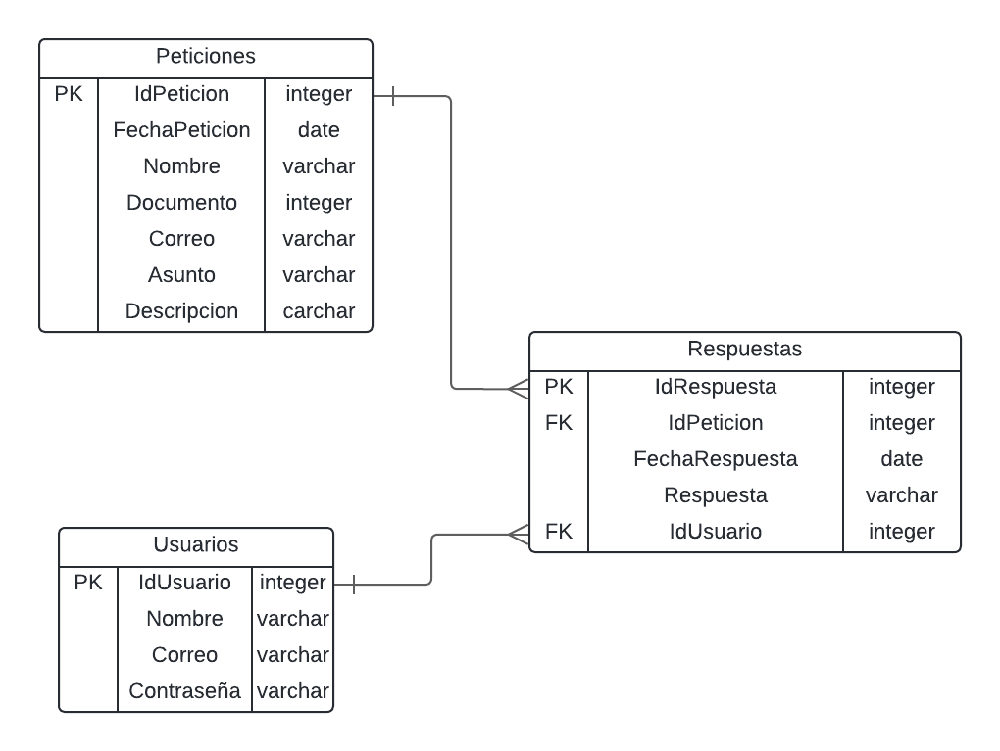 Peticiones
PK IdPeticion integer
FechaPeticion date
Nombre varchar
Documento integer
Correo varchar
Asunto varchar
Descripcion carchar
Respuestas
PK IdRespuesta integer
FK IdPeticion integer
FechaRespuesta date
Respuesta varchar
FK IdUsuario integer
Usuarios
PK IdUsuario integer
Nombre varchar
Correo varchar
Contraseña varchar